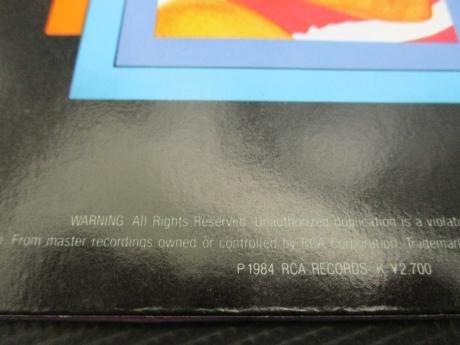 WARNING. All Rights Reserved. Unauthorized duplication is a violat
. From master recordings owned or controlled by RCA Corporation. Trademar
P 1984 RCA RECORDS K ¥2,700